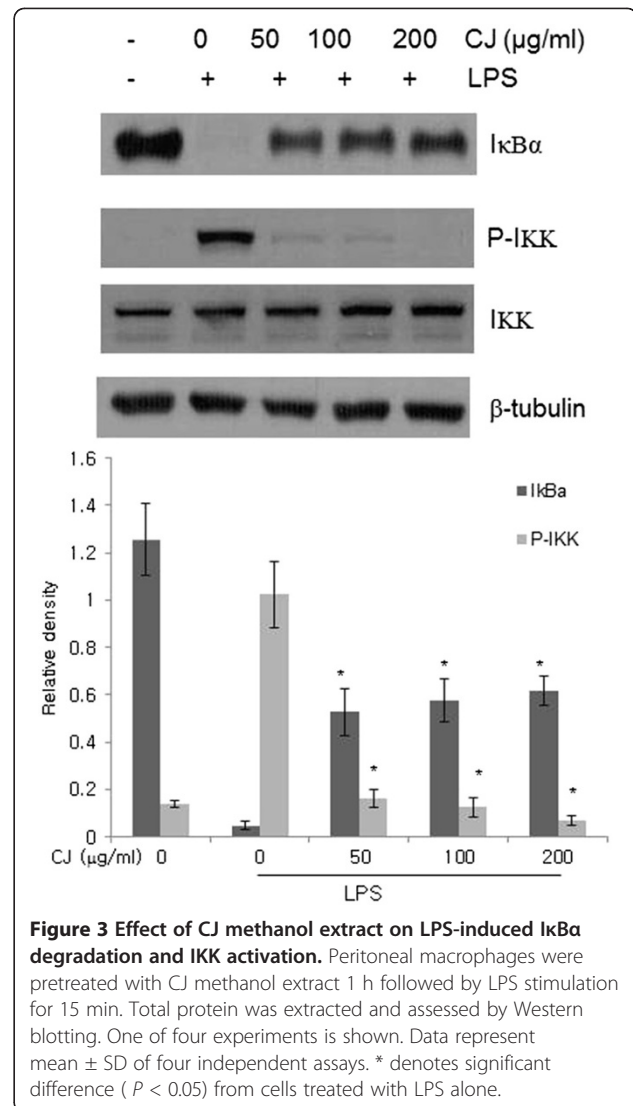 - 0 50 100 200 CJ (µg/ml)
- + + + + LPS
IκBα
P-IKK
IKK
β-tubulin
1.6
1.4
1.2
1
0.8
0.6
0.4
0.2
0
Relative density
IkBa
P-IKK
* * *
* * *
CJ (µg/ml) 0 0 50 100 200
LPS
Figure 3 Effect of CJ methanol extract on LPS-induced IκBα
degradation and IKK activation. Peritoneal macrophages were
pretreated with CJ methanol extract 1 h followed by LPS stimulation
for 15 min. Total protein was extracted and assessed by Western
blotting. One of four experiments is shown. Data represent
mean ± SD of four independent assays. * denotes significant
difference ( P < 0.05) from cells treated with LPS alone.